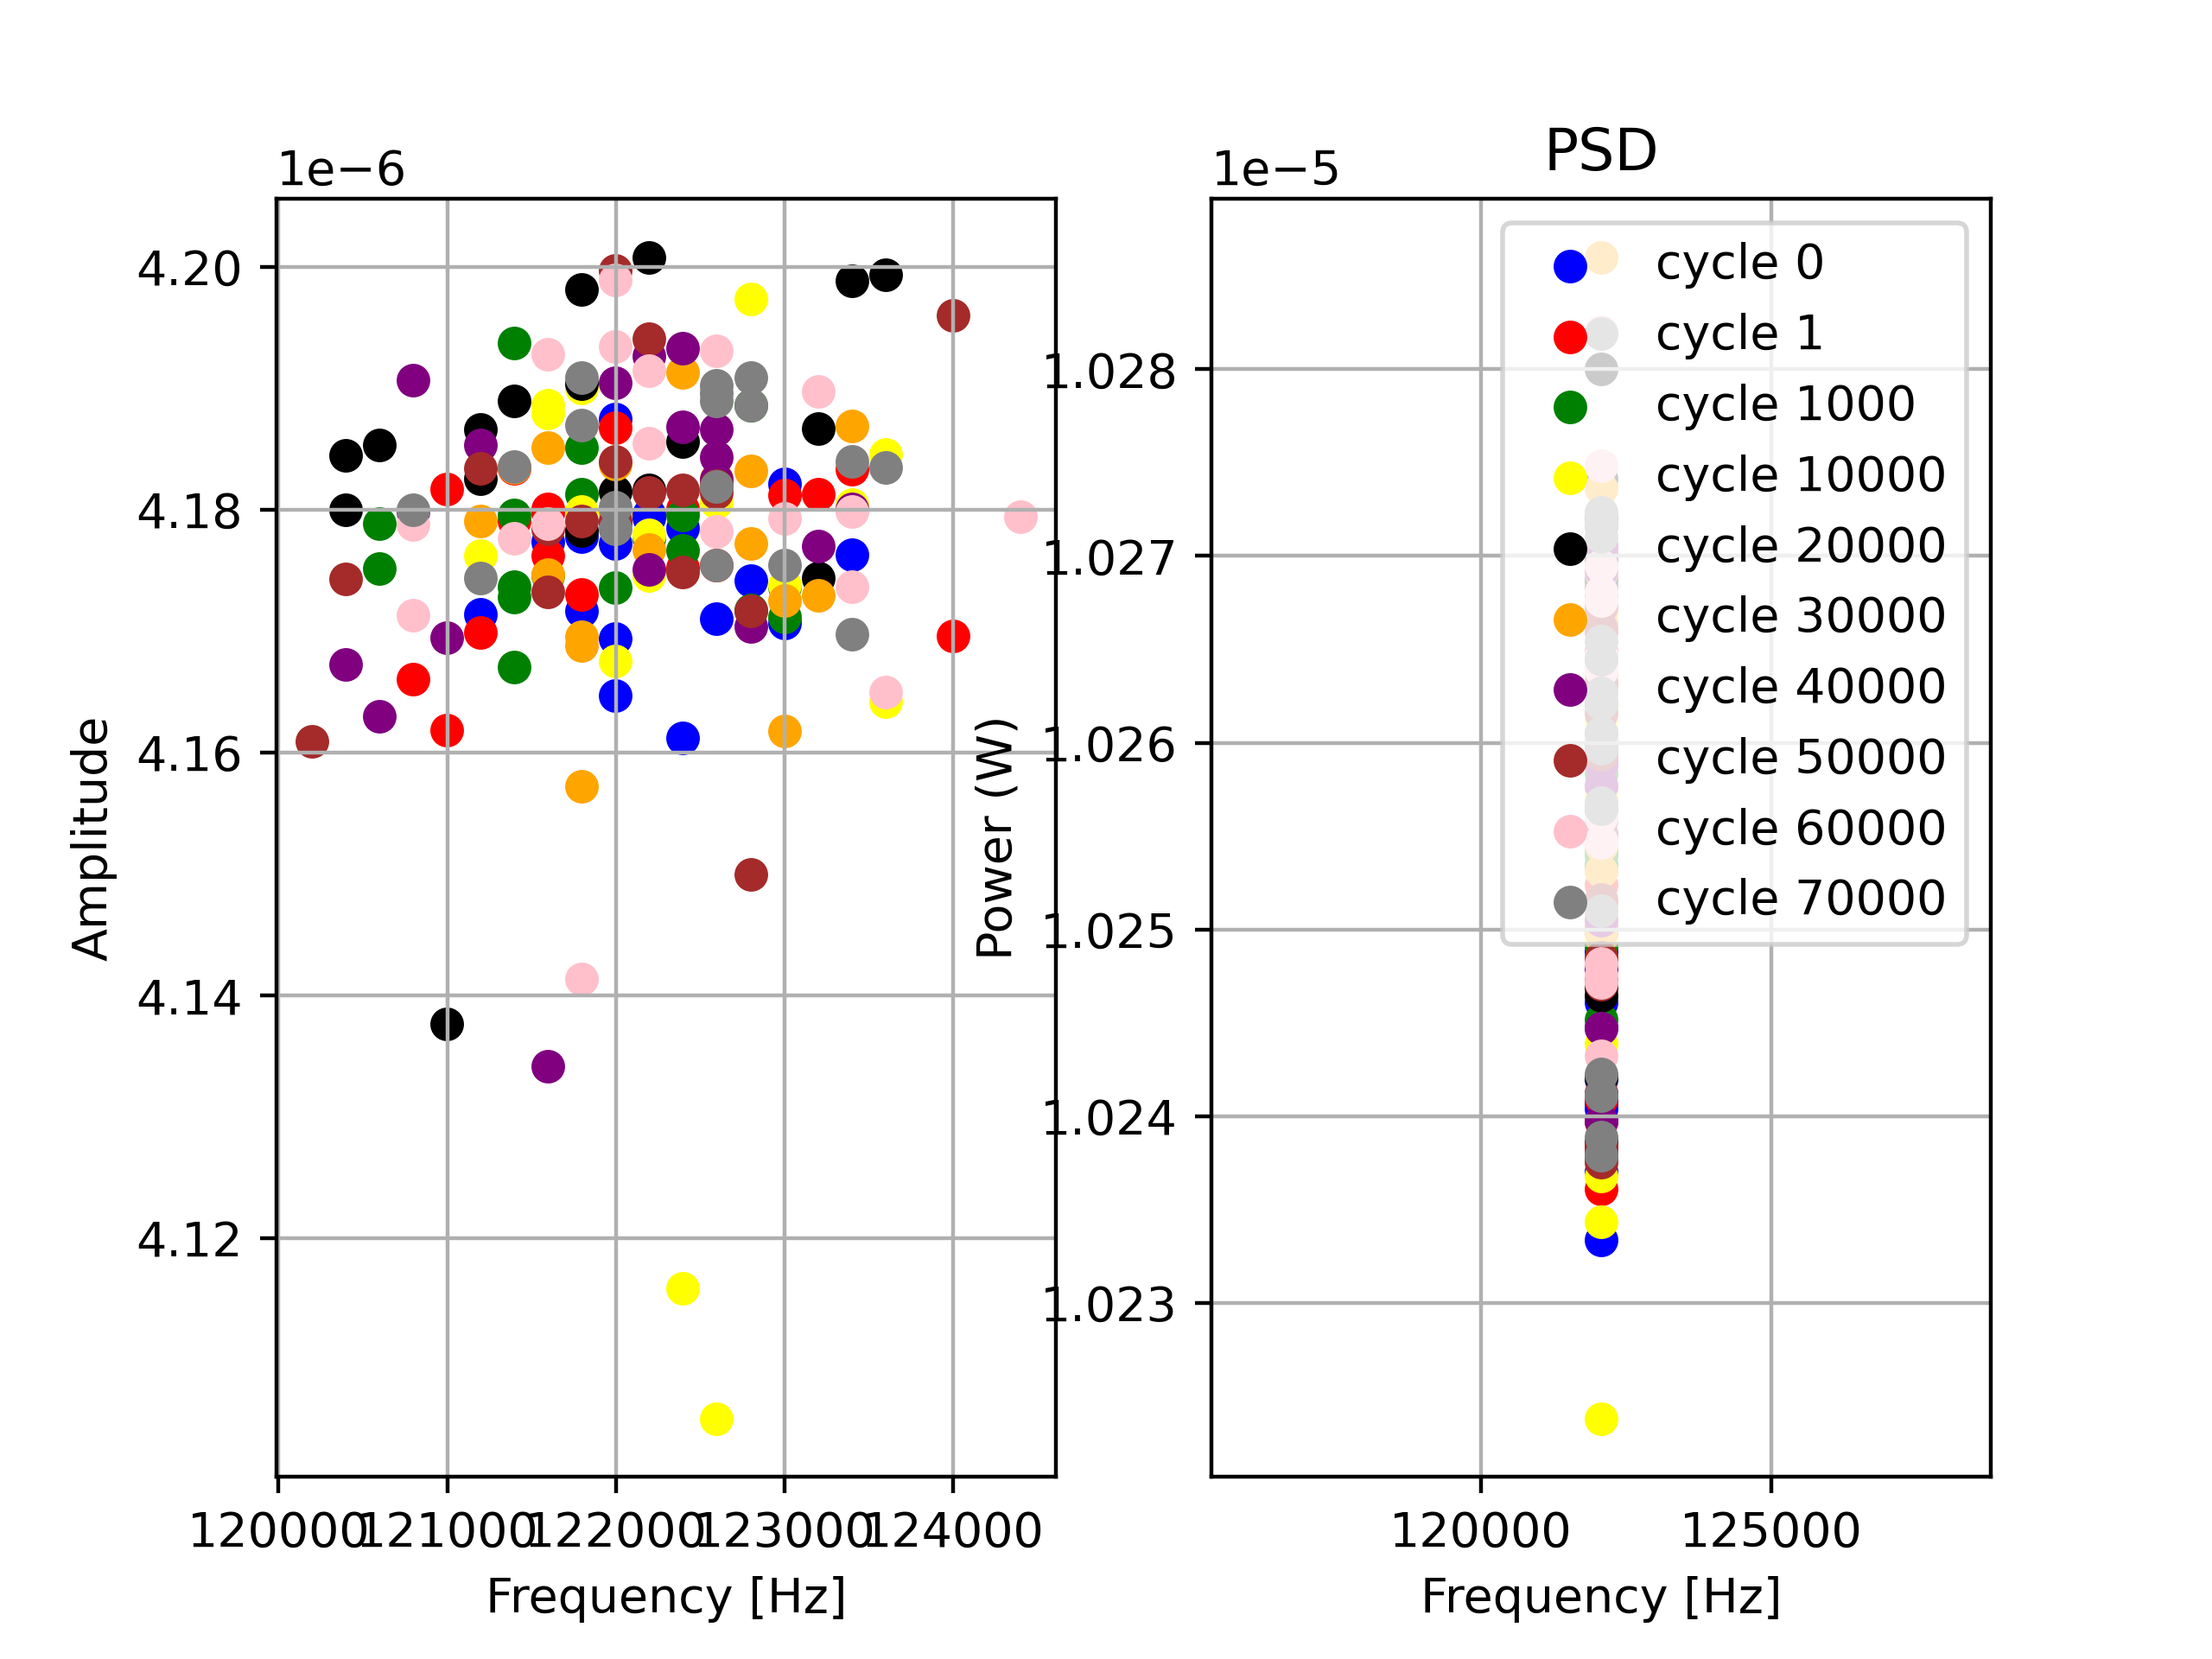 1e−6
4.20
4.18
4.16
4.14
4.12
Amplitude
120000
121000
122000
123000
124000
Frequency [Hz]
PSD
1e−5
1.028
1.027
1.026
1.025
1.024
1.023
Power (W)
120000
125000
Frequency [Hz]
cycle 0
cycle 1
cycle 1000
cycle 10000
cycle 20000
cycle 30000
cycle 40000
cycle 50000
cycle 60000
cycle 70000